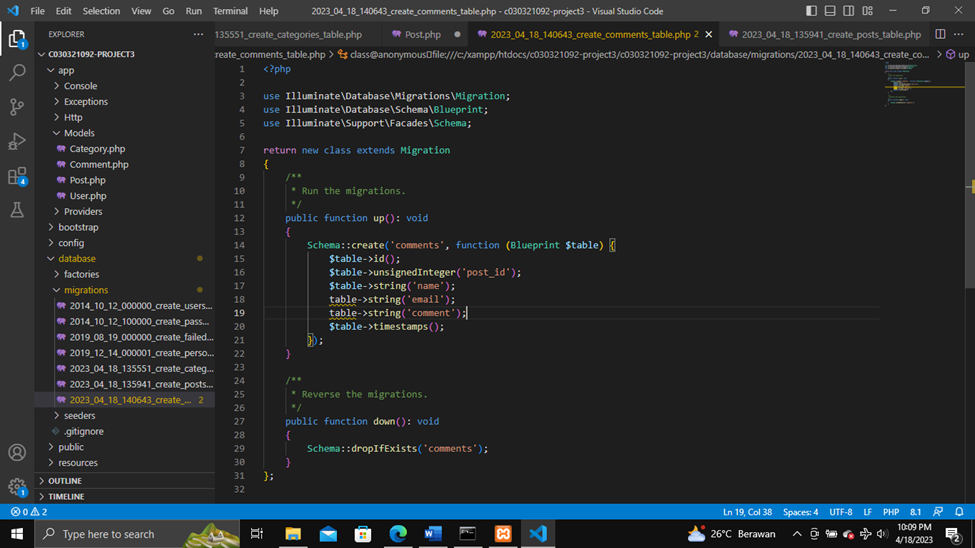 File Edit Selection View Go Run Terminal Help 2023_04_18_140643_create_comments_table.php - c030321092-project3 - Visual Studio Code
EXPLORER ···
135551_create_categories_table.php Post.php 2023_04_18_140643_create_comments_table.php 2 2023_04_18_135941_create_posts_table.php
create_comments_table.php > class@anonymous file:///c:/xampp/htdocs/c030321092-project3/c030321092-project3/database/migrations/2023_04_18_140643_create_co... > up
C030321092-PROJECT3
app
Console
Exceptions
Http
Models
Category.php
Comment.php
Post.php
User.php
Providers
bootstrap
config
database
factories
migrations
2014_10_12_000000_create_users...
2014_10_12_100000_create_pass...
2019_08_19_000000_create_failed...
2019_12_14_000001_create_perso...
2023_04_18_135551_create_categ...
2023_04_18_135941_create_posts...
2023_04_18_140643_create_... 2
seeders
.gitignore
public
resources
OUTLINE
TIMELINE
4
1
1 <?php
2
3 use Illuminate\Database\Migrations\Migration;
4 use Illuminate\Database\Schema\Blueprint;
5 use Illuminate\Support\Facades\Schema;
6
7 return new class extends Migration
8 {
9 /**
10 * Run the migrations.
11 */
12 public function up(): void
13 {
14 Schema::create('comments', function (Blueprint $table) {
15 $table->id();
16 $table->unsignedInteger('post_id');
17 $table->string('name');
18 table->string('email');
19 table->string('comment');
20 $table->timestamps();
21 });
22 }
23
24 /**
25 * Reverse the migrations.
26 */
27 public function down(): void
28 {
29 Schema::dropIfExists('comments');
30 }
31 };
32
0 2 Ln 19, Col 38 Spaces: 4 UTF-8 LF PHP 8.1
Type here to search 26°C Berawan 10:09 PM
4/18/2023 2